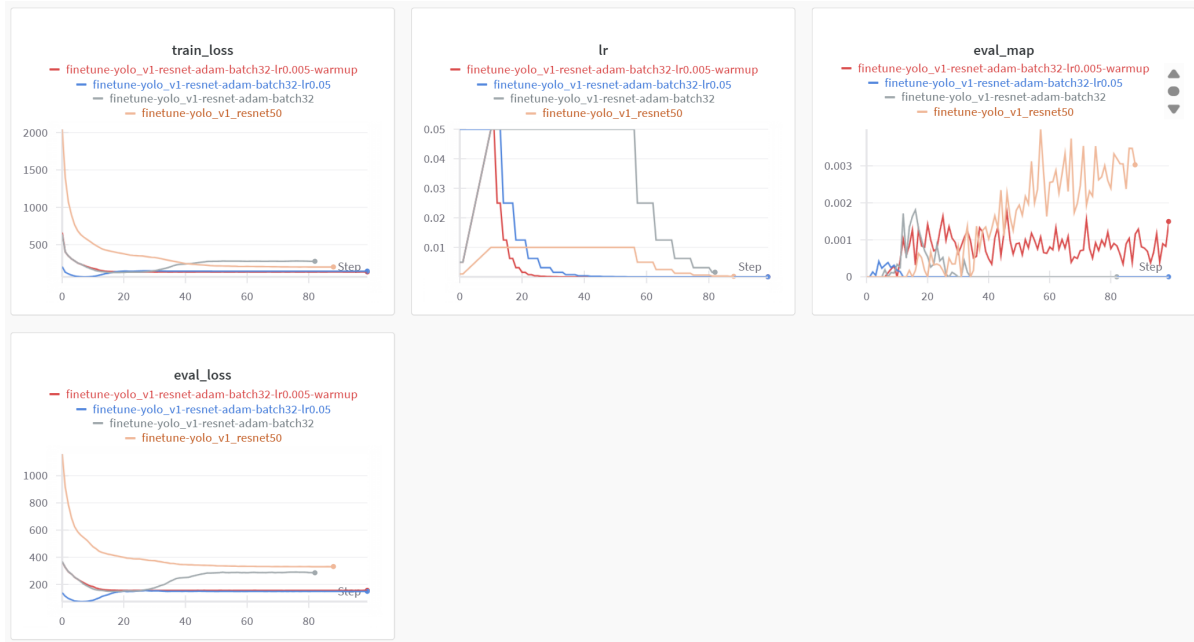 train_loss
finetune-yolo_v1-resnet-adam-batch32-lr0.005-warmup
finetune-yolo_v1-resnet-adam-batch32-lr0.05
finetune-yolo_v1-resnet-adam-batch32
finetune-yolo_v1_resnet50
2000
1500
1000
500
Step
0 20 40 60 80
lr
finetune-yolo_v1-resnet-adam-batch32-lr0.005-warmup
finetune-yolo_v1-resnet-adam-batch32-lr0.05
finetune-yolo_v1-resnet-adam-batch32
finetune-yolo_v1_resnet50
0.05
0.04
0.03
0.02
0.01
Step
0 20 40 60 80
eval_map
finetune-yolo_v1-resnet-adam-batch32-lr0.005-warmup
finetune-yolo_v1-resnet-adam-batch32-lr0.05
finetune-yolo_v1-resnet-adam-batch32
finetune-yolo_v1_resnet50
0.003
0.002
0.001
0
Step
0 20 40 60 80
eval_loss
finetune-yolo_v1-resnet-adam-batch32-lr0.005-warmup
finetune-yolo_v1-resnet-adam-batch32-lr0.05
finetune-yolo_v1-resnet-adam-batch32
finetune-yolo_v1_resnet50
1000
800
600
400
200
Step
0 20 40 60 80